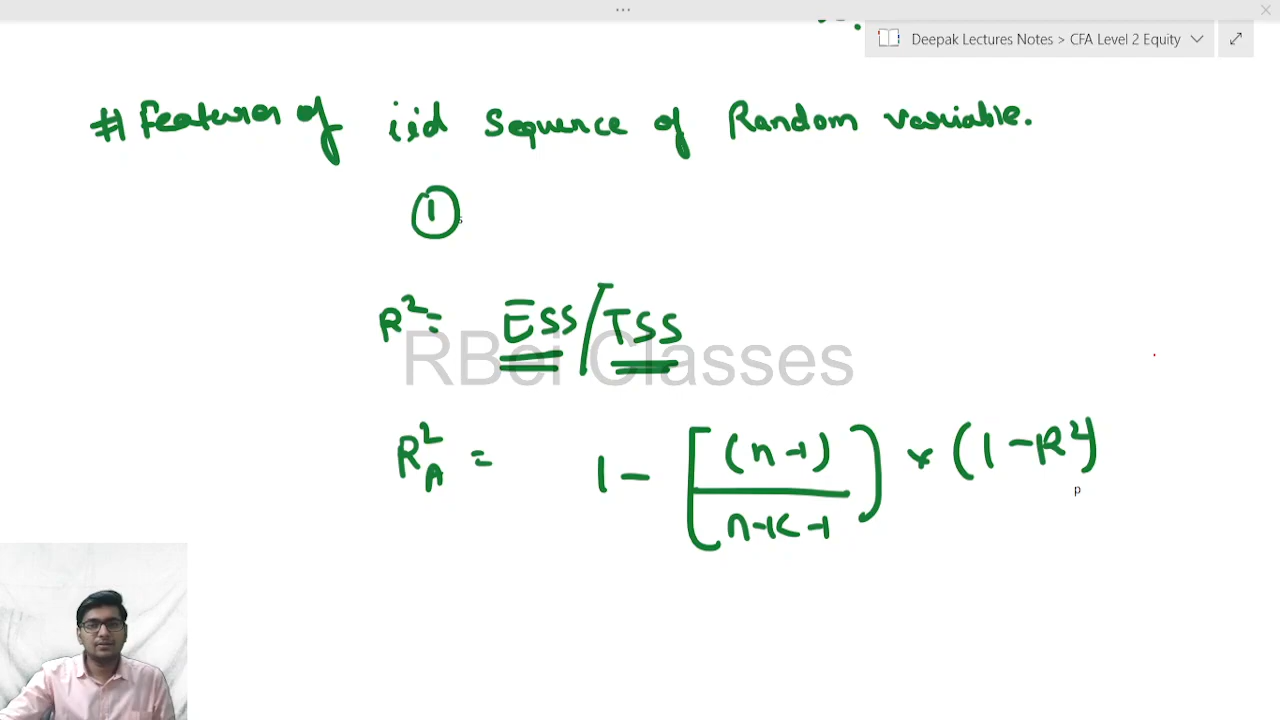 ...
Deepak Lectures Notes > CFA Level 2 Equity
# Features of iid Sequence of Random variable.
①
R² = ESS/TSS
RBei Classes
R²A = 1 - [(n-1)/n-k-1] * (1-R²)